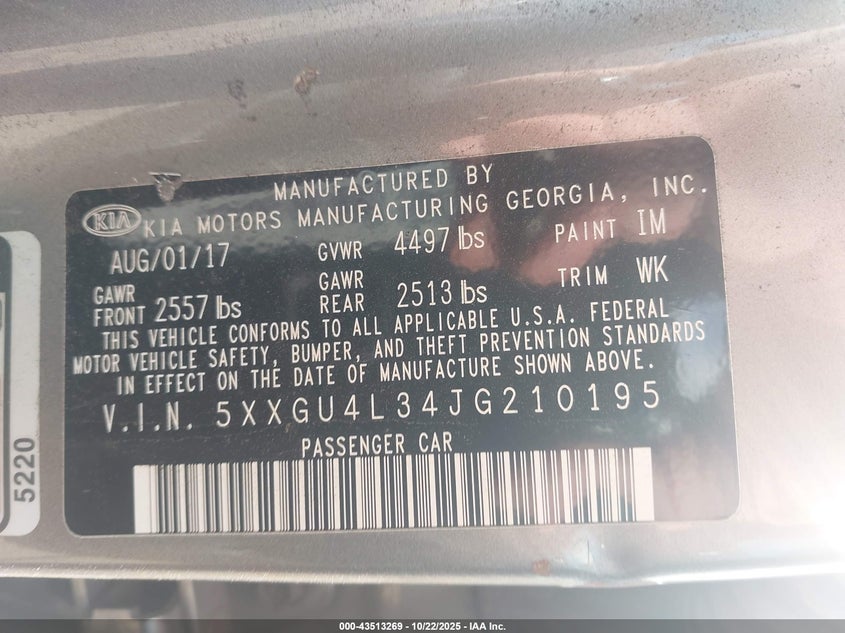 MANUFACTURED BY
KIA KIA MOTORS MANUFACTURING GEORGIA, INC.
AUG/01/17 GVWR 4497 lbs PAINT IM
GAWR FRONT 2557 lbs GAWR REAR 2513 lbs TRIM WK
THIS VEHICLE CONFORMS TO ALL APPLICABLE U.S.A. FEDERAL
MOTOR VEHICLE SAFETY, BUMPER, AND THEFT PREVENTION STANDARDS
IN EFFECT ON THE DATE OF MANUFACTURE SHOWN ABOVE.
V.I.N. 5XXGU4L34JG210195
PASSENGER CAR
5220
000-43513269 - 10/22/2025 - IAA Inc.